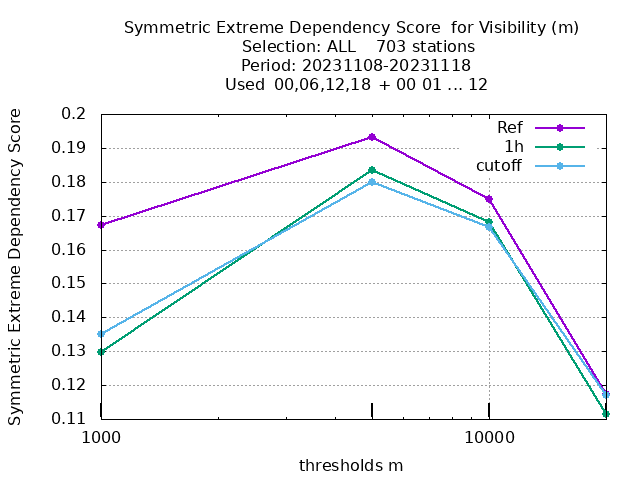 Symmetric Extreme Dependency Score  for Visibility (m)
Selection: ALL    703 stations
Period: 20231108-20231118
Used  00,06,12,18  + 00 01 ... 12
Symmetric Extreme Dependency Score
0.2
0.19
0.18
0.17
0.16
0.15
0.14
0.13
0.12
0.11
Ref
1h
cutoff
1000
10000
thresholds m